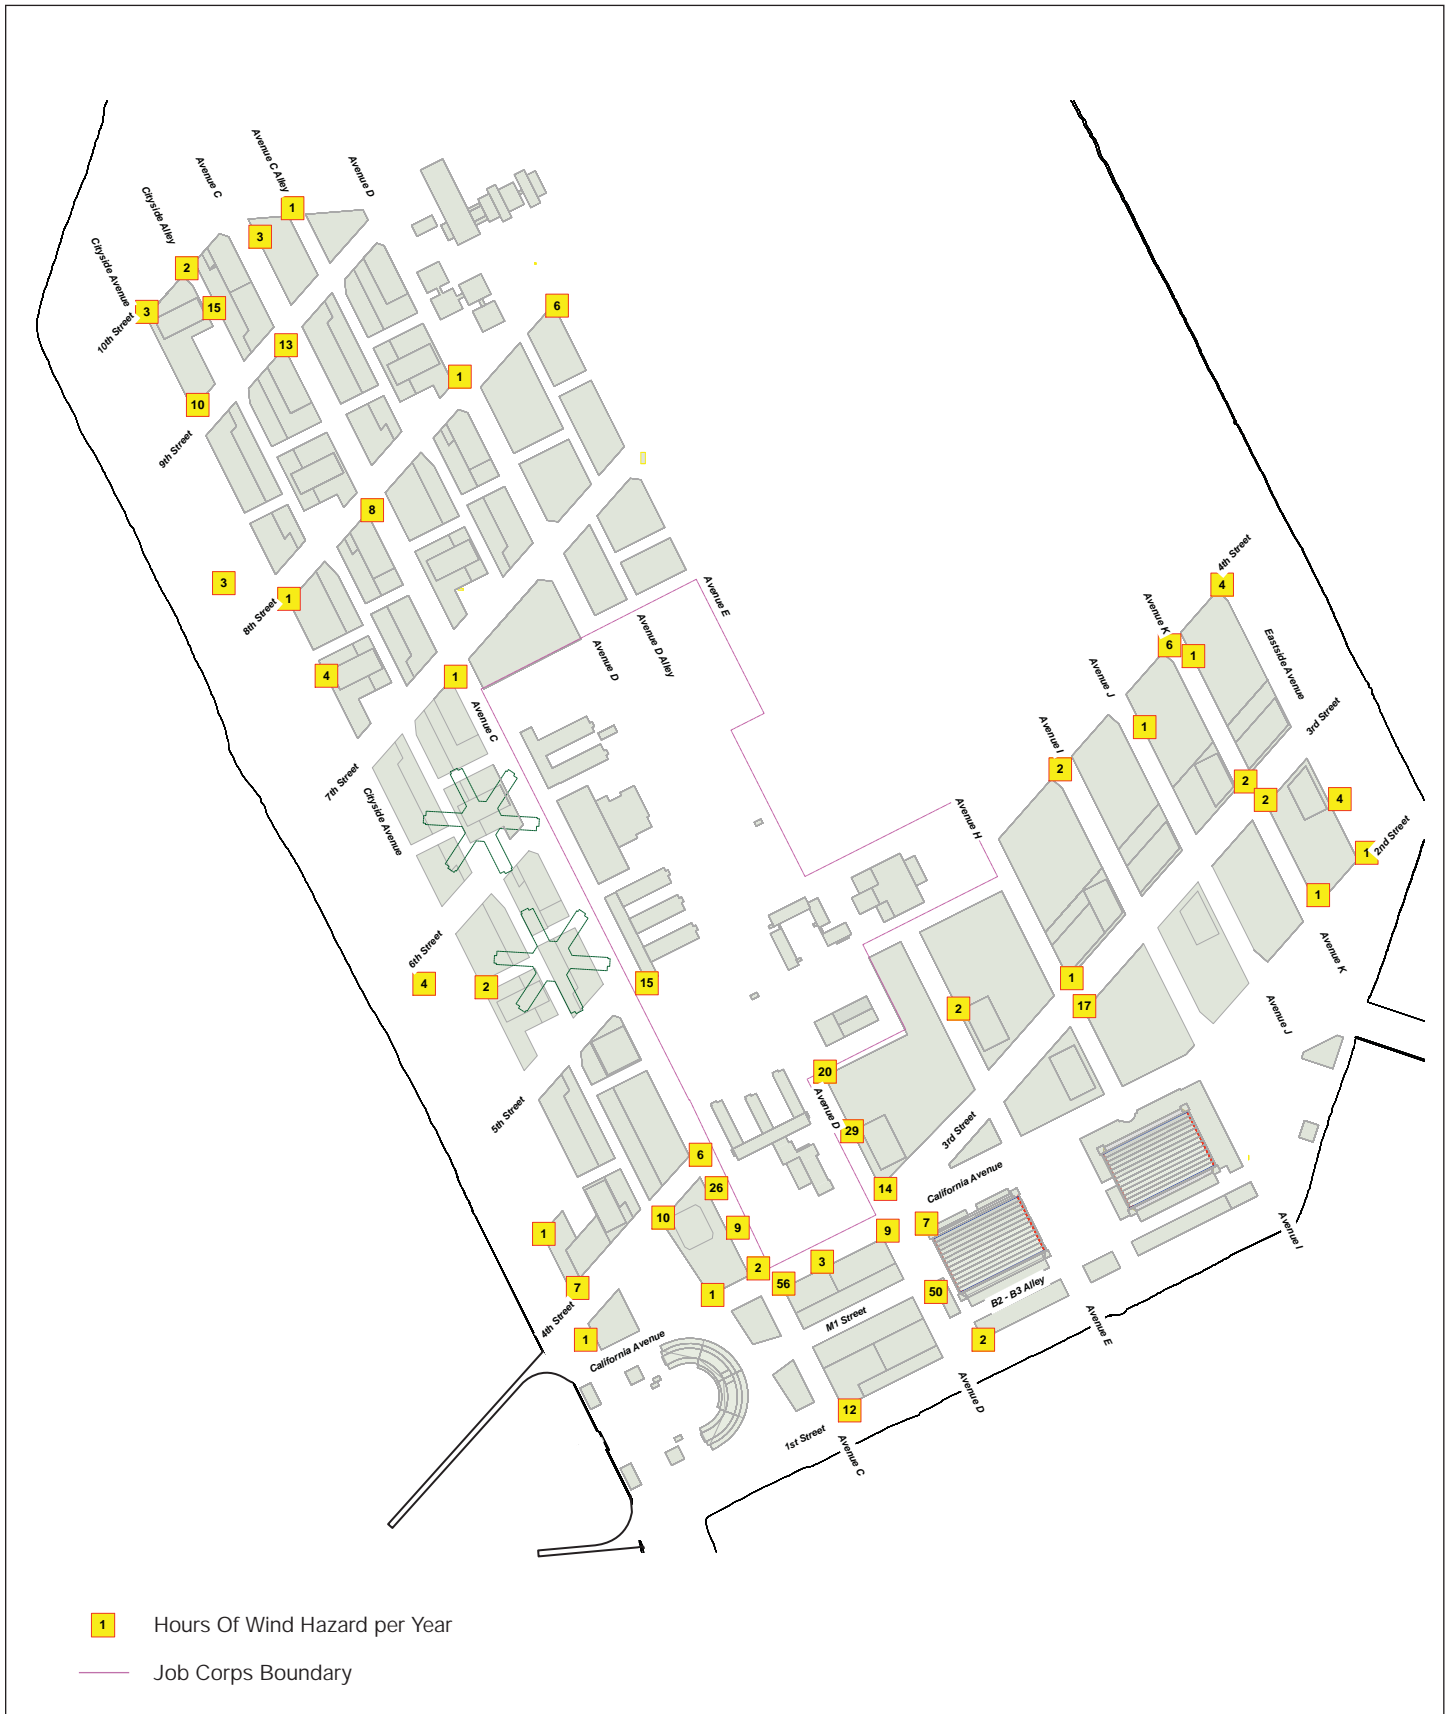 Avenue C Alley
Avenue C
Avenue D
Cityside Alley
1
3
Cityside Avenue
2
3
15
6
10th Street
13
1
10
9th Street
8
3
1
8th Street
4th Street
4
Avenue E
Avenue K
Avenue D Alley
Avenue D
6
1
Eastside Avenue
4
1
Avenue J
Avenue C
1
3rd Street
Avenue I
2
7th Street
2
2
4
Cityside Avenue
Avenue H
2nd Street
1
1
6th Street
Avenue K
4
2
15
1
2
17
Avenue J
20
5th Street
Avenue D
29
3rd Street
6
California Avenue
26
14
10
9
7
9
1
Avenue I
3
2
56
7
1
50
B2 - B3 Alley
4th Street
M1 Street
Avenue E
1
2
California Avenue
Avenue D
12
1st Street
Avenue C
1
Hours Of Wind Hazard per Year
Job Corps Boundary